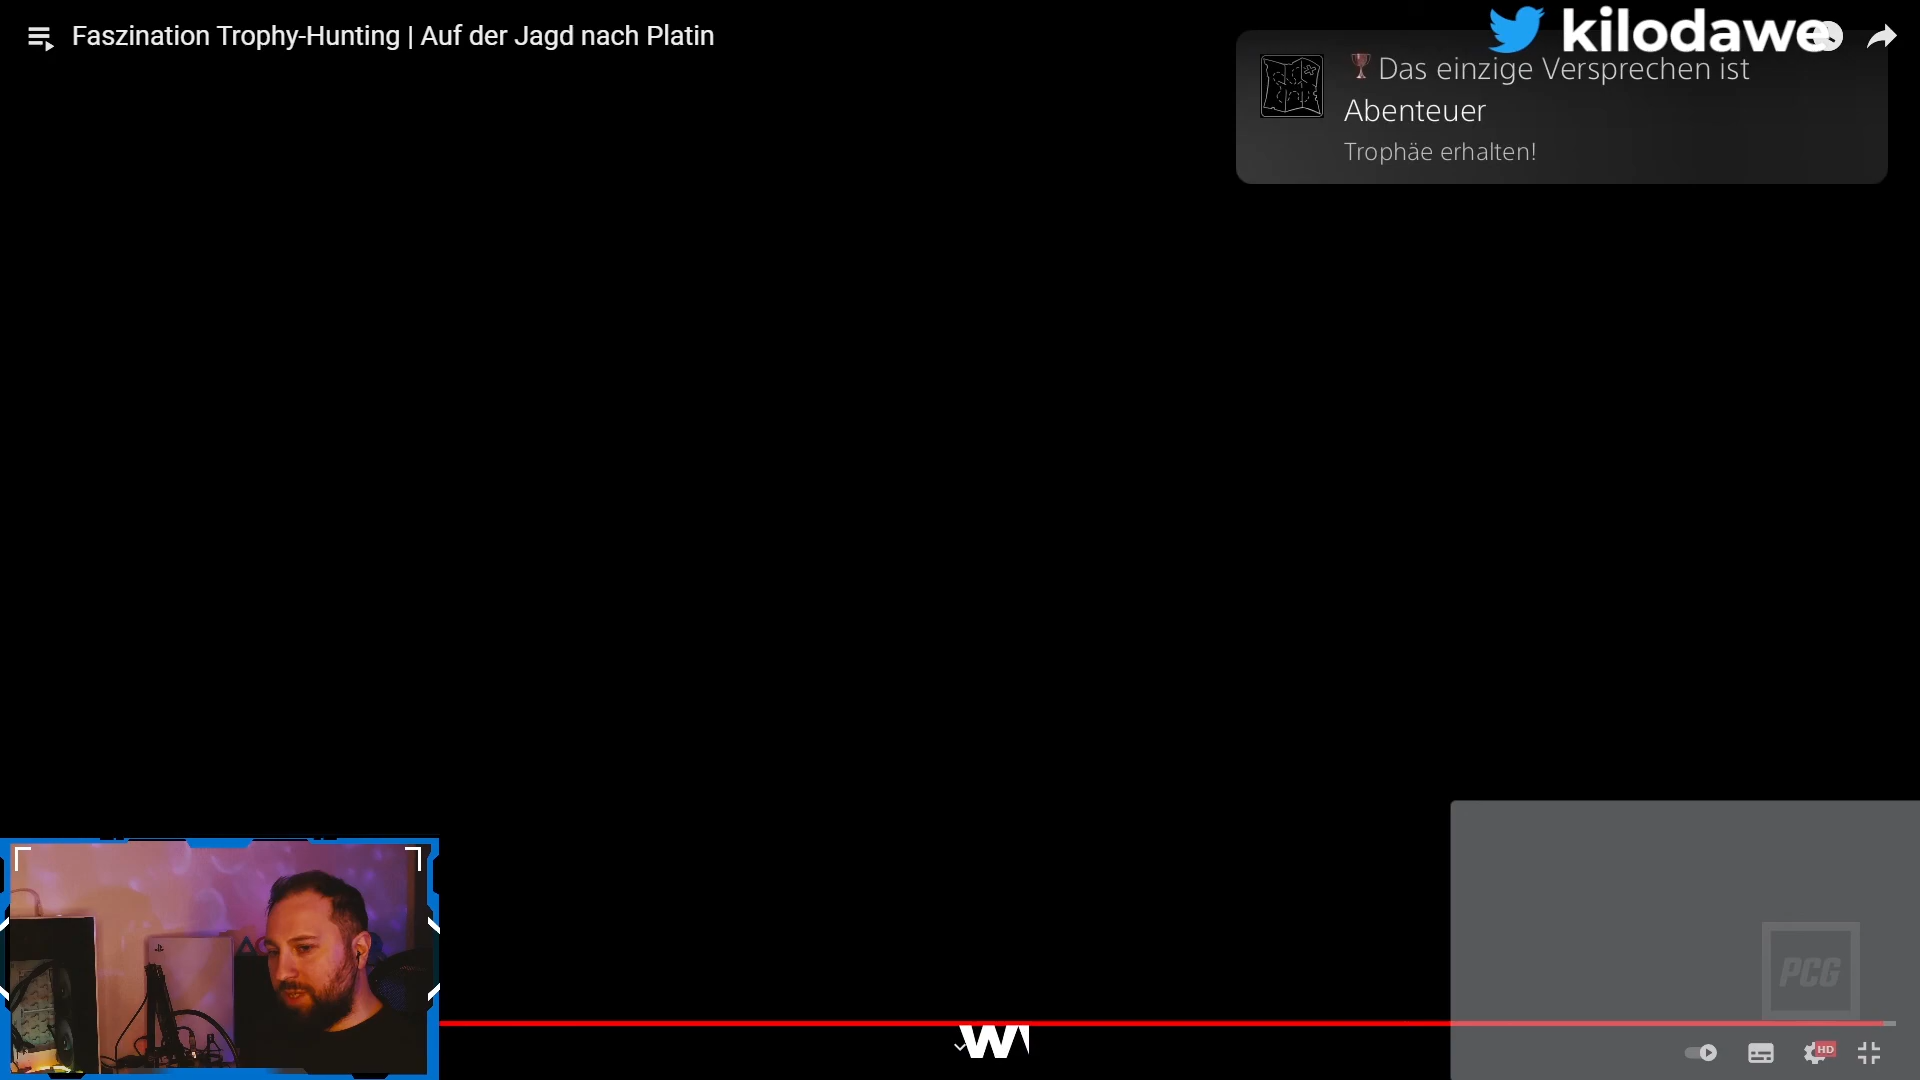 Faszination Trophy-Hunting | Auf der Jagd nach Platin
kilodawe
Das einzige Versprechen ist
Abenteuer
Trophäe erhalten!
PCG
HD